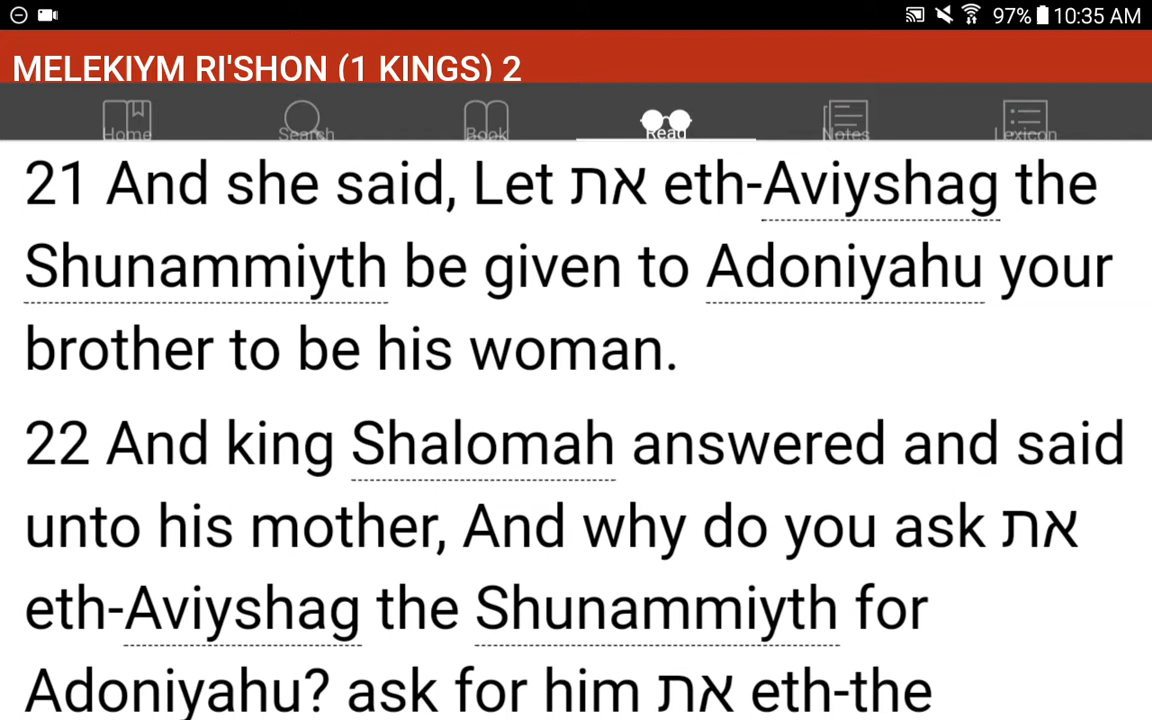 97% 10:35 AM
MELEKIYM RI'SHON (1 KINGS) 2
Home Search Book Read Notes Lexicon
21 And she said, Let את eth-Aviyshag the
Shunammiyth be given to Adoniyahu your
brother to be his woman.
22 And king Shalomah answered and said
unto his mother, And why do you ask את
eth-Aviyshag the Shunammiyth for
Adoniyahu? ask for him את eth-the